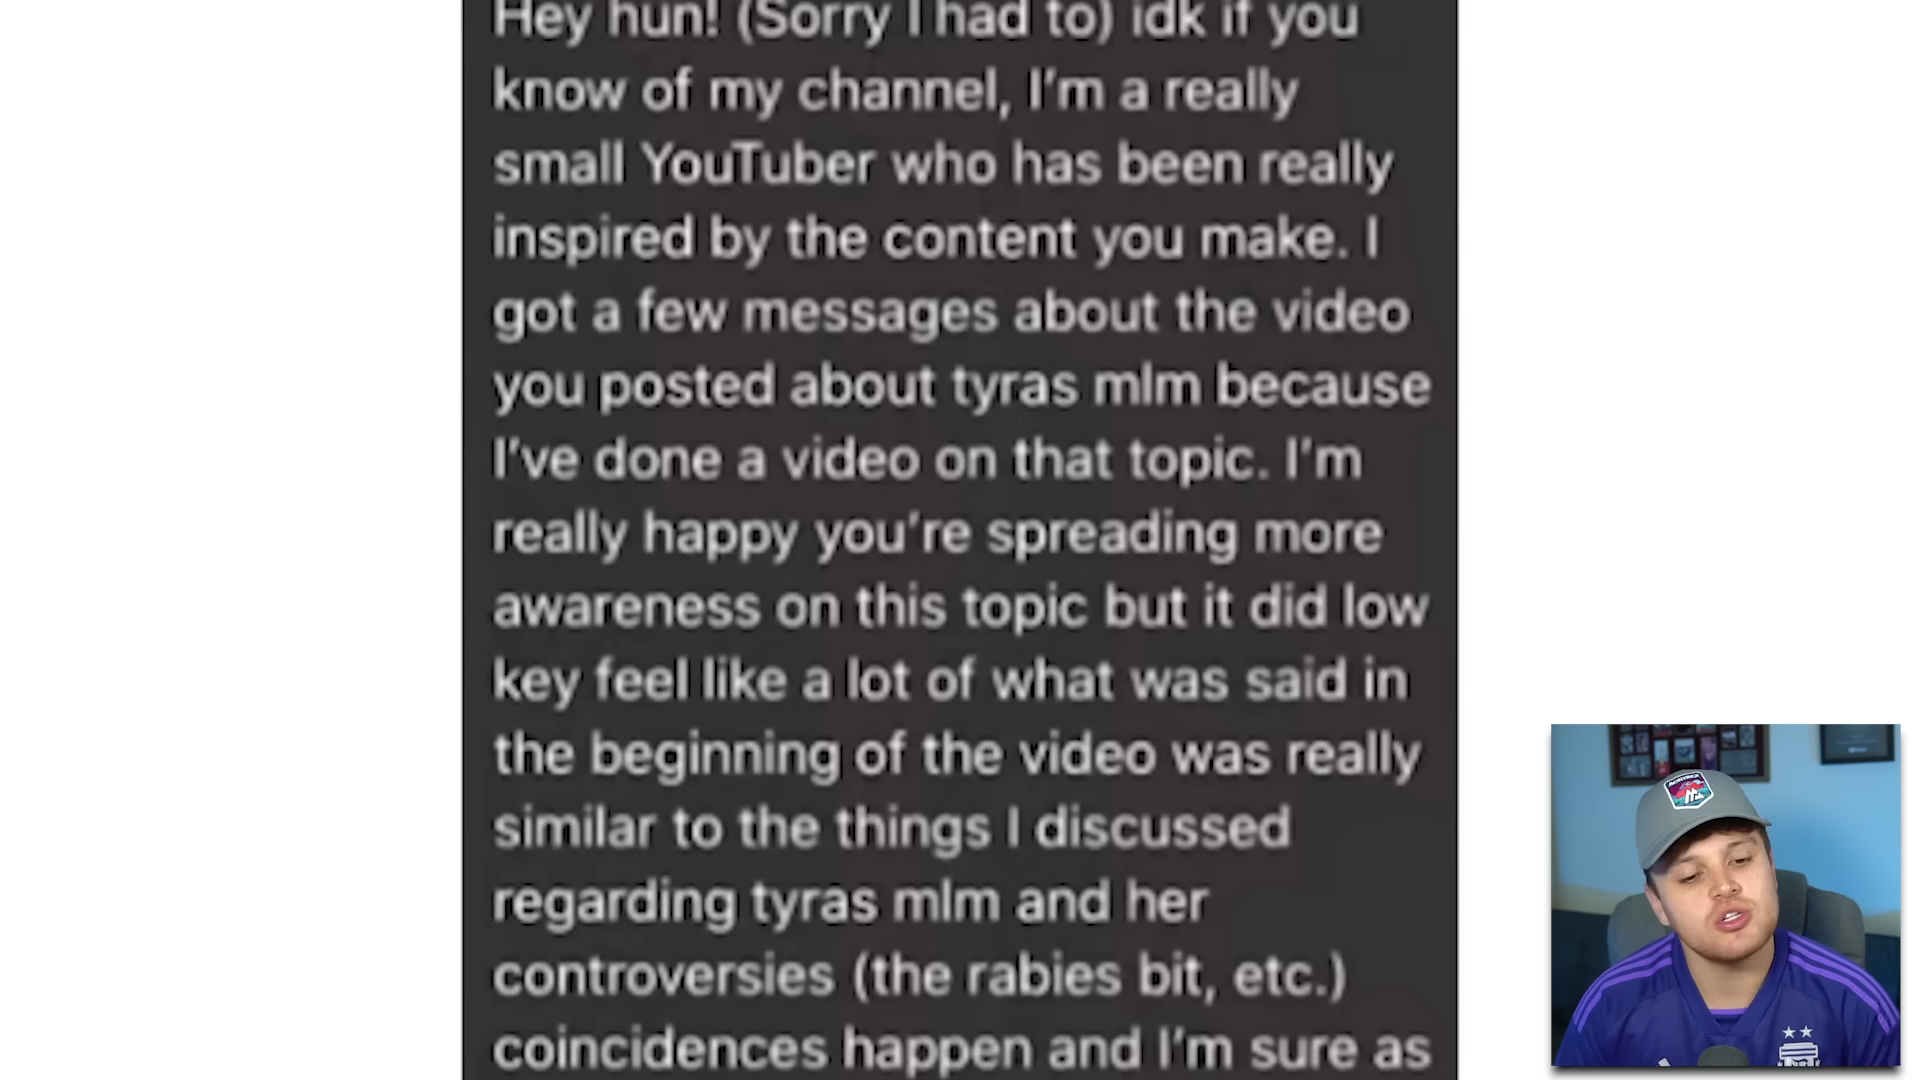 Hey hun! (Sorry I had to) idk if you
know of my channel, I'm a really
small YouTuber who has been really
inspired by the content you make. I
got a few messages about the video
you posted about tyras mlm because
I've done a video on that topic. I'm
really happy you're spreading more
awareness on this topic but it did low
key feel like a lot of what was said in
the beginning of the video was really
similar to the things I discussed
regarding tyras mlm and her
controversies (the rabies bit, etc.)
coincidences happen and I'm sure as